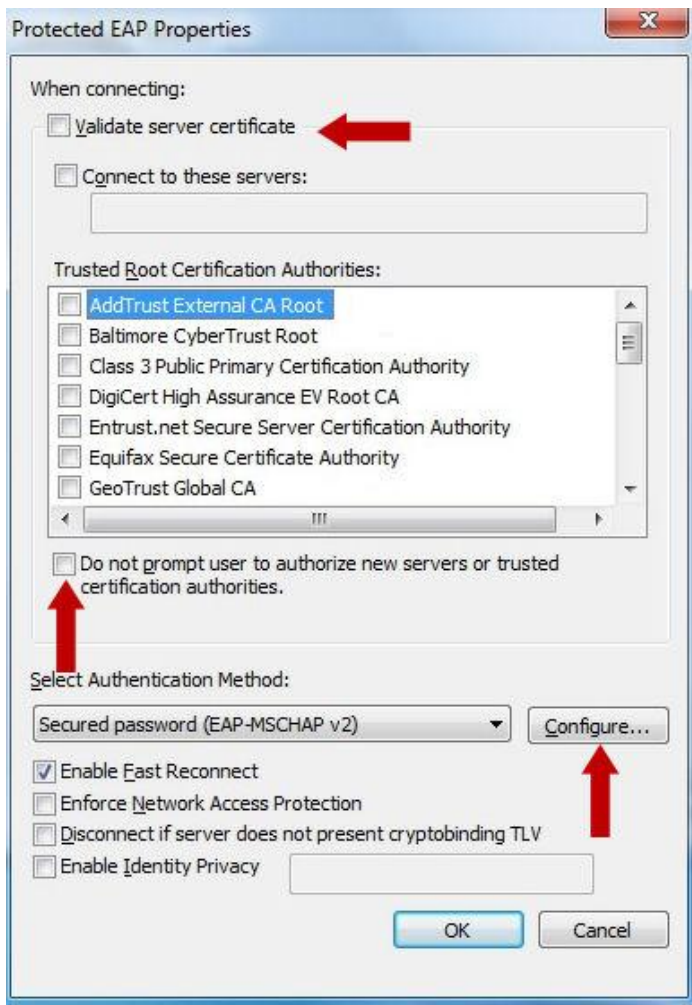 Protected EAP Properties
When connecting:
Validate server certificate
Connect to these servers:
Trusted Root Certification Authorities:
AddTrust External CA Root
Baltimore CyberTrust Root
Class 3 Public Primary Certification Authority
DigiCert High Assurance EV Root CA
Entrust.net Secure Server Certification Authority
Equifax Secure Certificate Authority
GeoTrust Global CA
Do not prompt user to authorize new servers or trusted
certification authorities.
Select Authentication Method:
Secured password (EAP-MSCHAP v2)
Configure...
Enable Fast Reconnect
Enforce Network Access Protection
Disconnect if server does not present cryptobinding TLV
Enable Identity Privacy
OK
Cancel